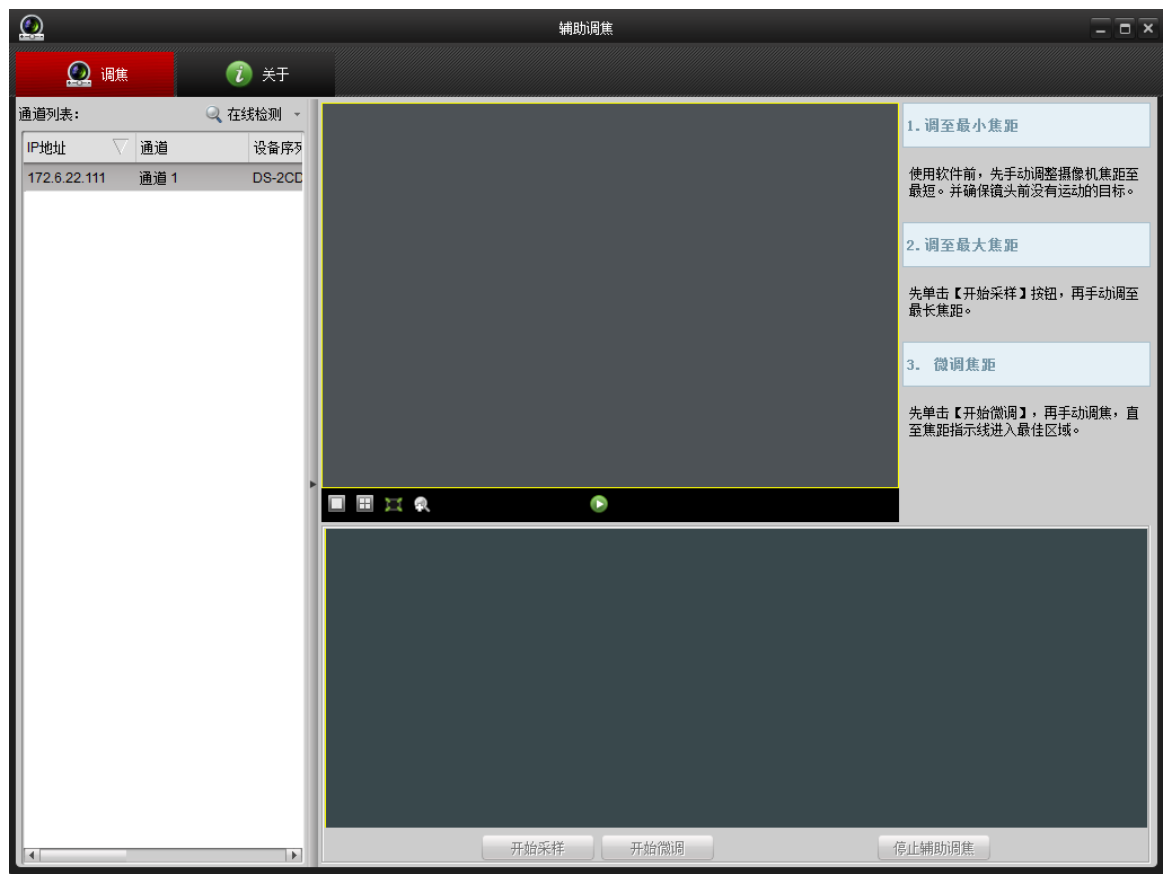 辅助调焦
调焦
关于
通道列表:
在线检测
IP地址 通道 设备序列
172.6.22.111 通道 1 DS-2CD
1.调至最小焦距
使用软件前，先手动调整摄像机焦距至
最短。并确保镜头前没有运动的目标。
2.调至最大焦距
先单击【开始采样】按钮，再手动调至
最长焦距。
3. 微调焦距
先单击【开始微调】，再手动调焦，直
至焦距指示线进入最佳区域。
开始采样
开始微调
停止辅助调焦